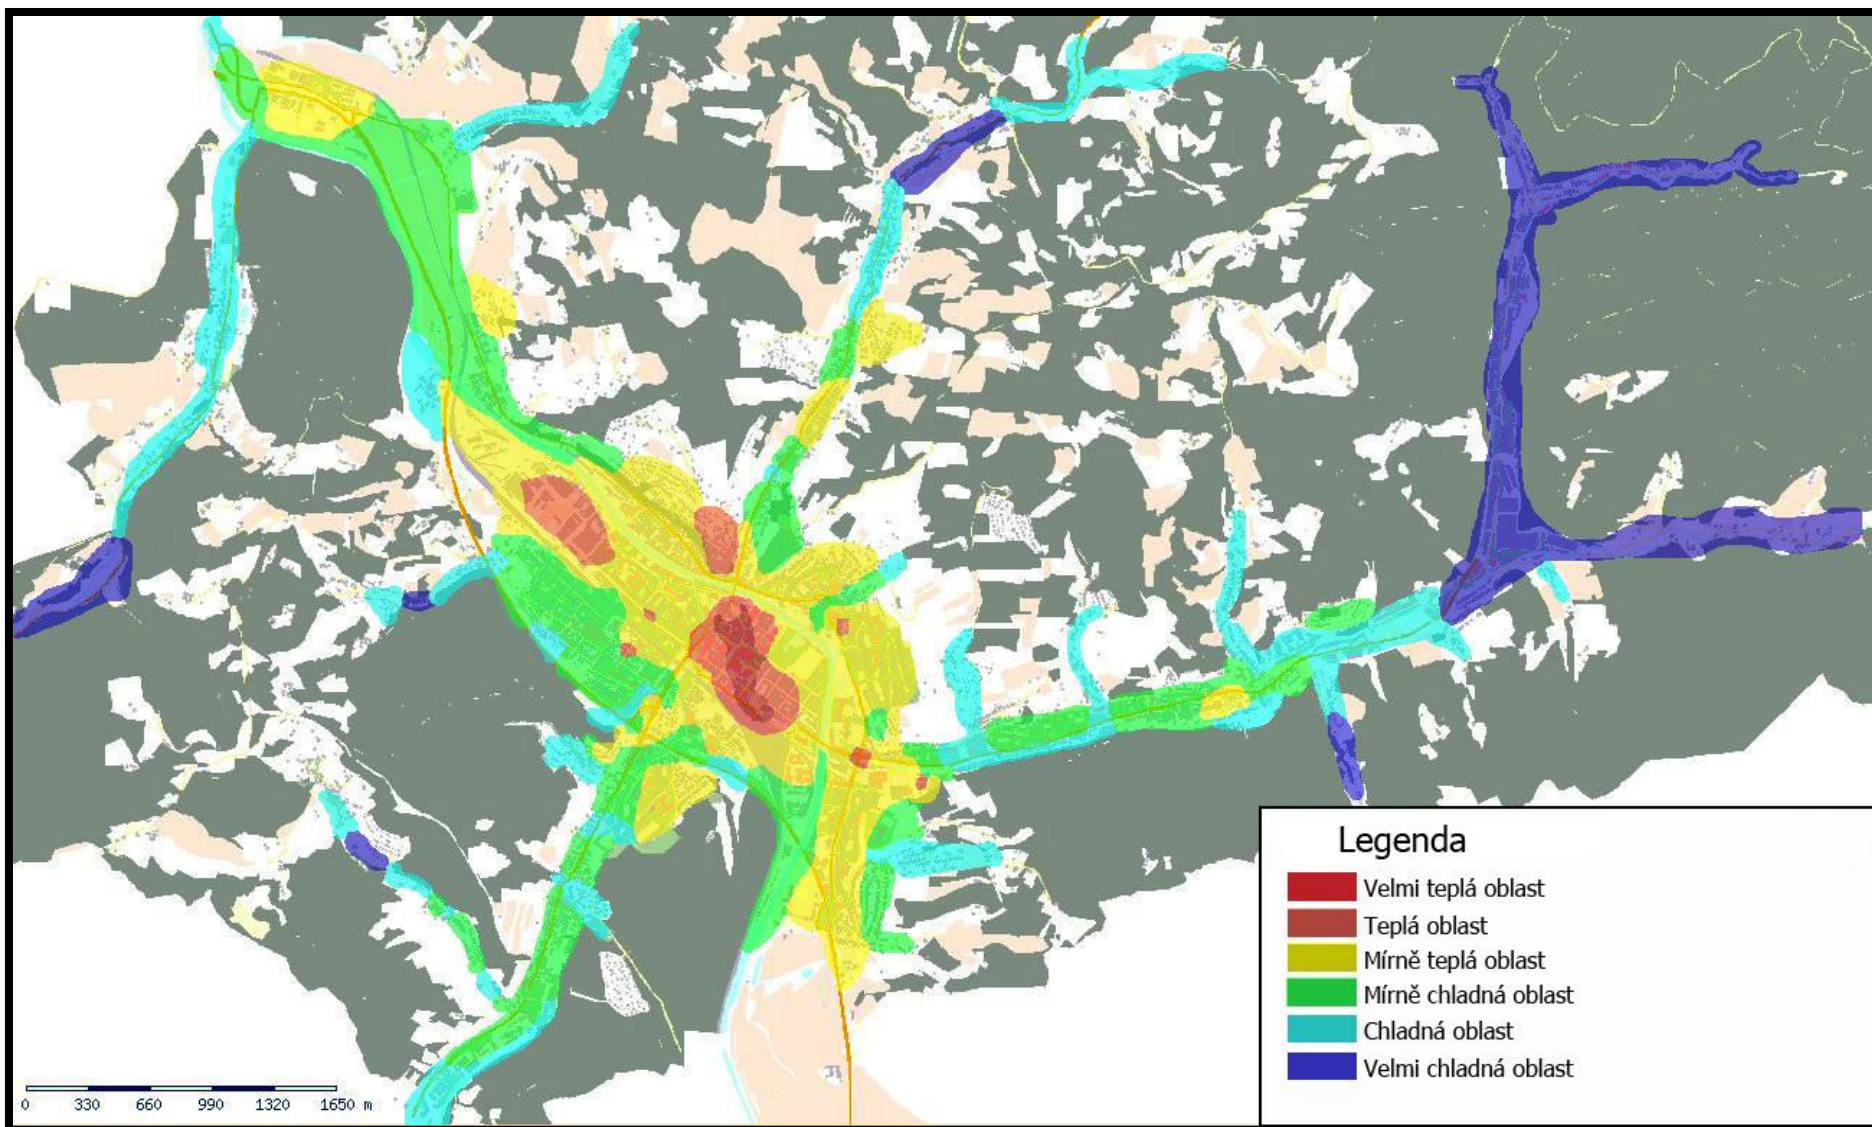 Legenda
Velmi teplá oblast
Teplá oblast
Mírně teplá oblast
Mírně chladná oblast
Chladná oblast
Velmi chladná oblast
0 330 660 990 1320 1650 m